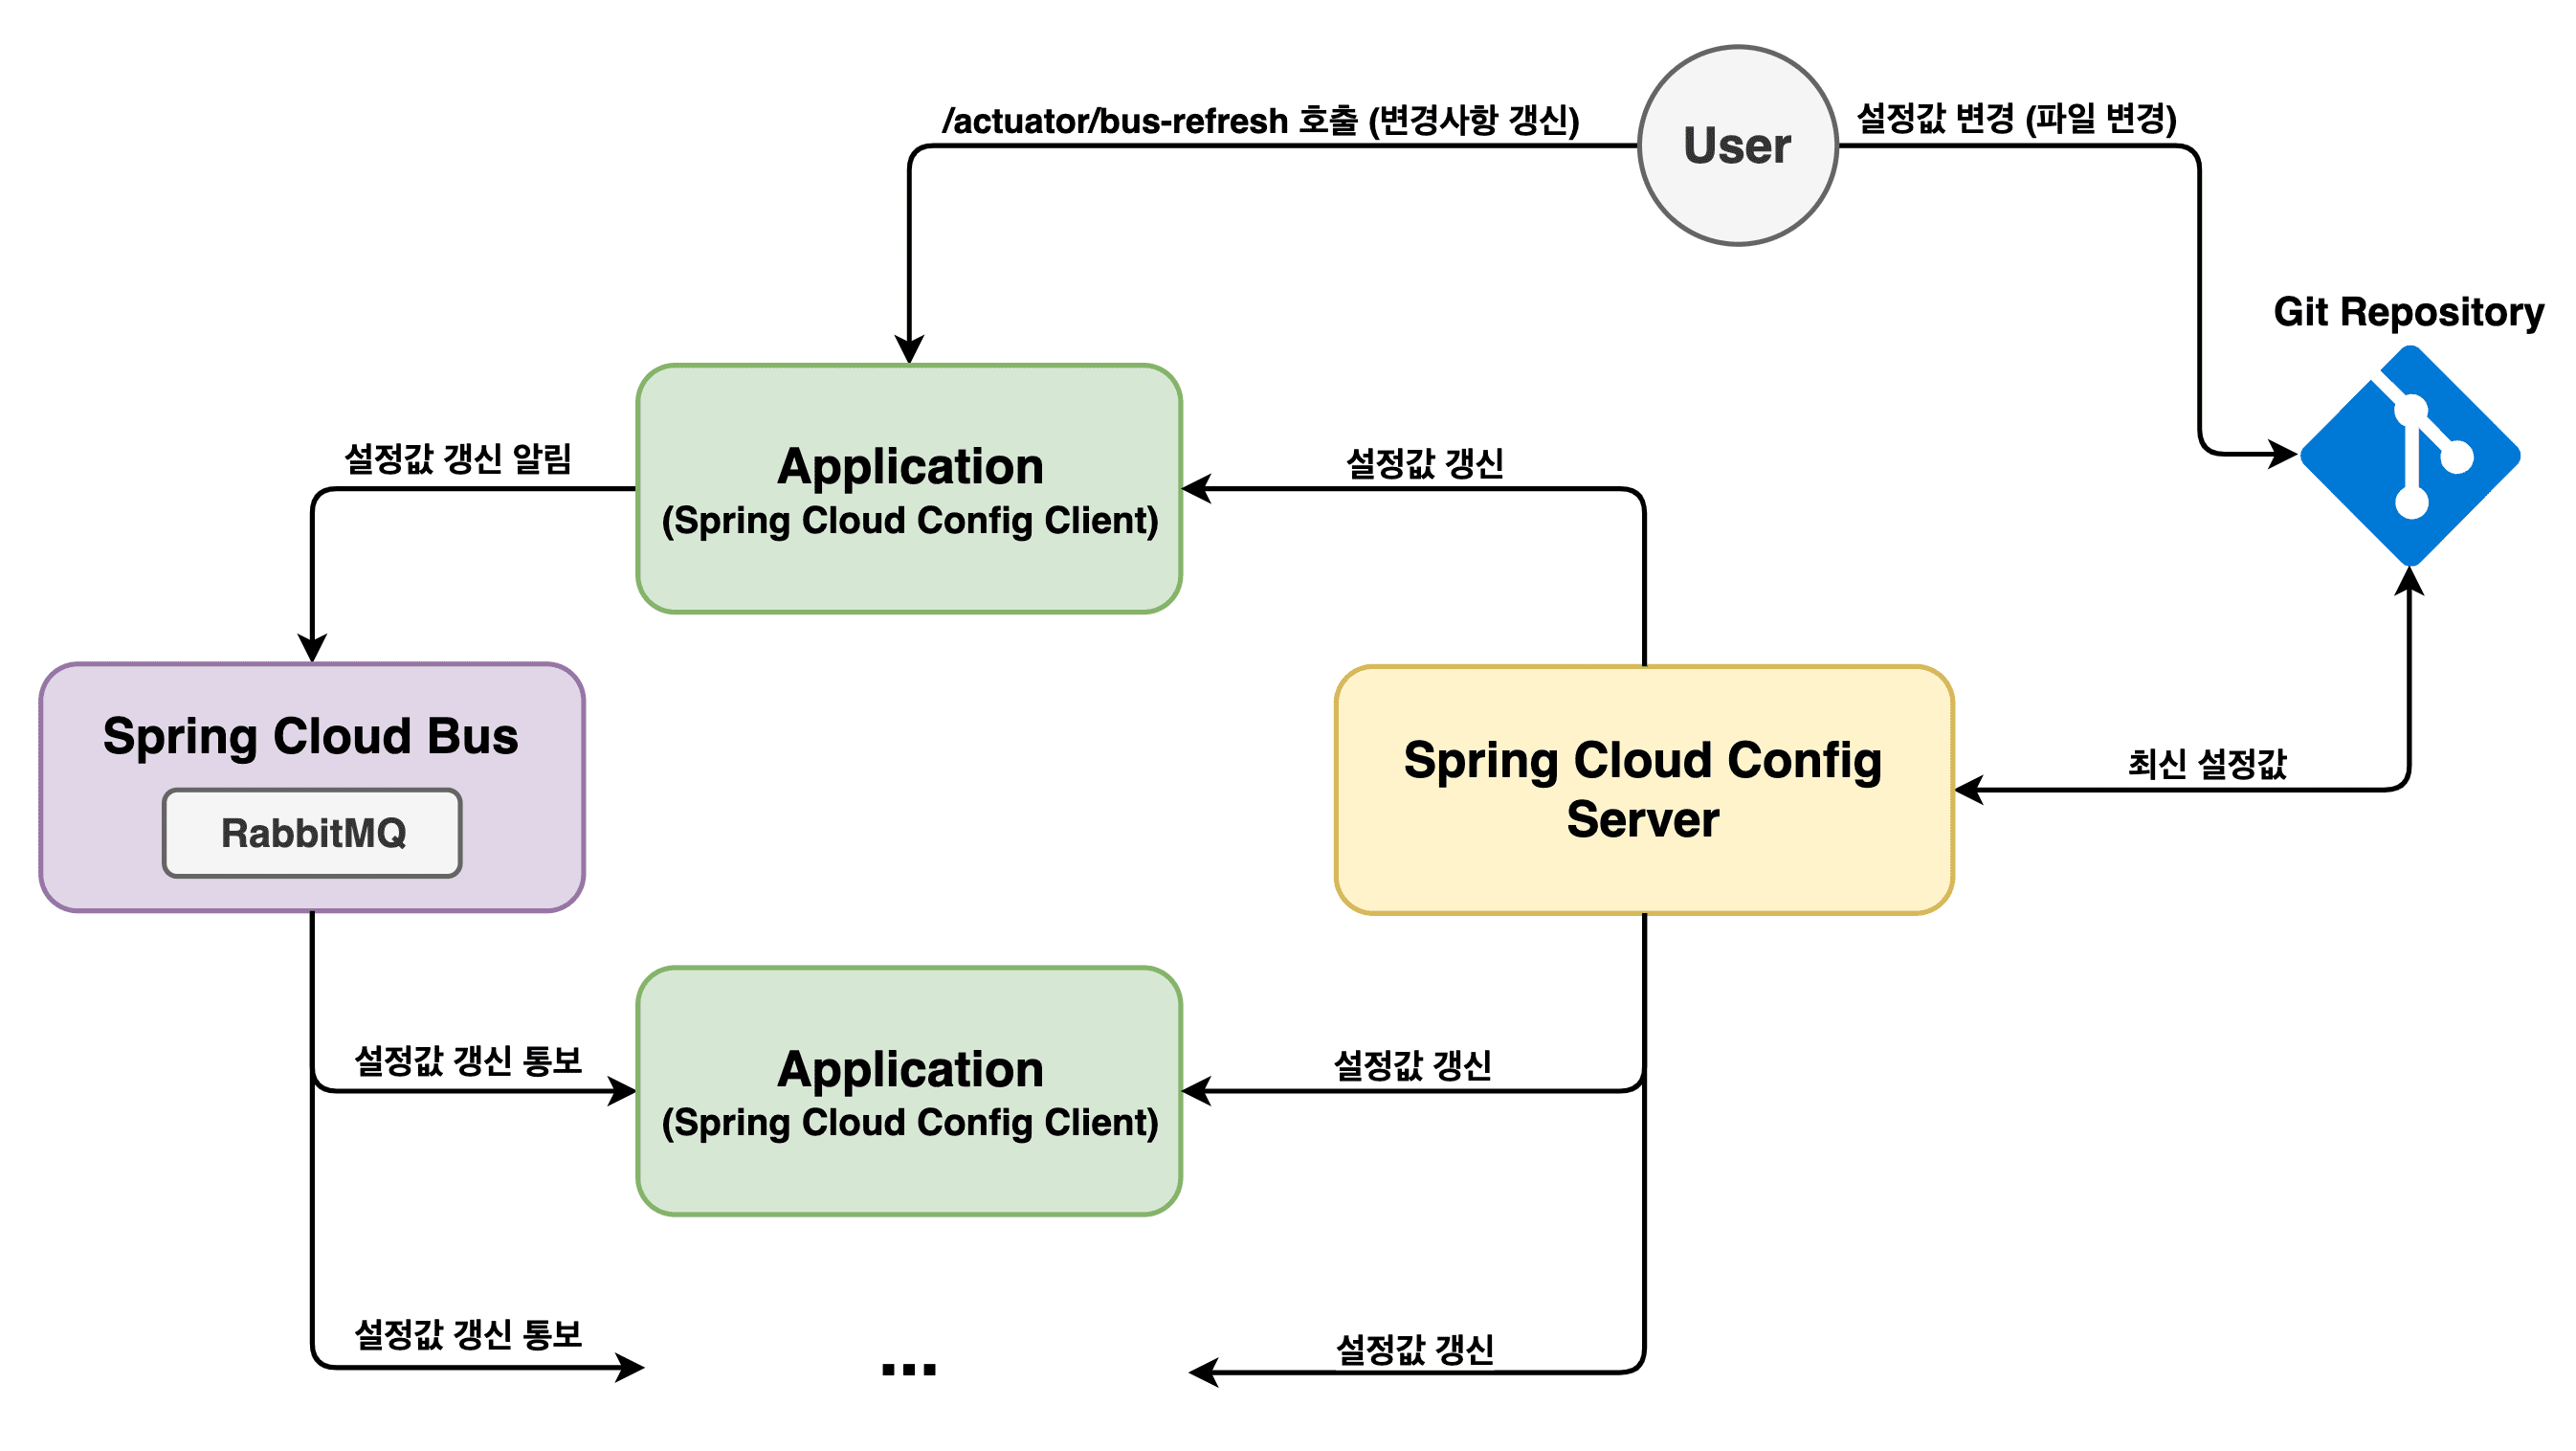 /actuator/bus-refresh 호출 (변경사항 갱신)
User
설정값 변경 (파일 변경)
Git Repository
설정값 갱신 알림
Application
(Spring Cloud Config Client)
설정값 갱신
Spring Cloud Bus
RabbitMQ
Spring Cloud Config
Server
최신 설정값
설정값 갱신 통보
Application
(Spring Cloud Config Client)
설정값 갱신
설정값 갱신 통보
...
설정값 갱신